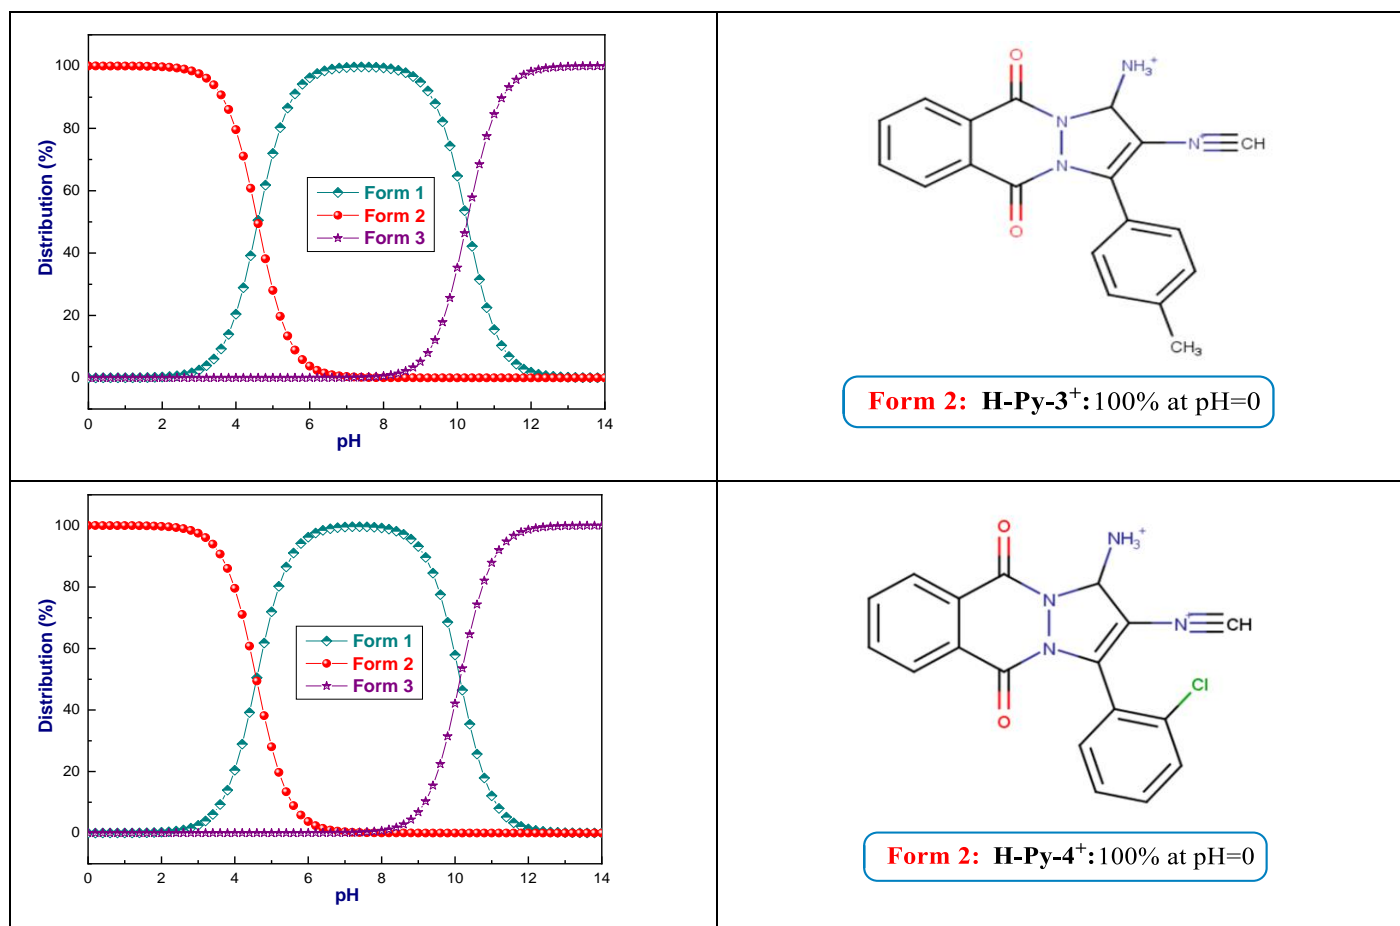 100
80
60
40
20
0
0 2 4 6 8 10 12 14
Distribution (%)
pH
Form 1
Form 2
Form 3
O
NH3+
N
N
N+
CH
O
CH3
Form 2: H-Py-3+:100% at pH=0
100
80
60
40
20
0
0 2 4 6 8 10 12 14
Distribution (%)
pH
Form 1
Form 2
Form 3
O
NH3+
N
N
N+
CH
O
Cl
Form 2: H-Py-4+:100% at pH=0